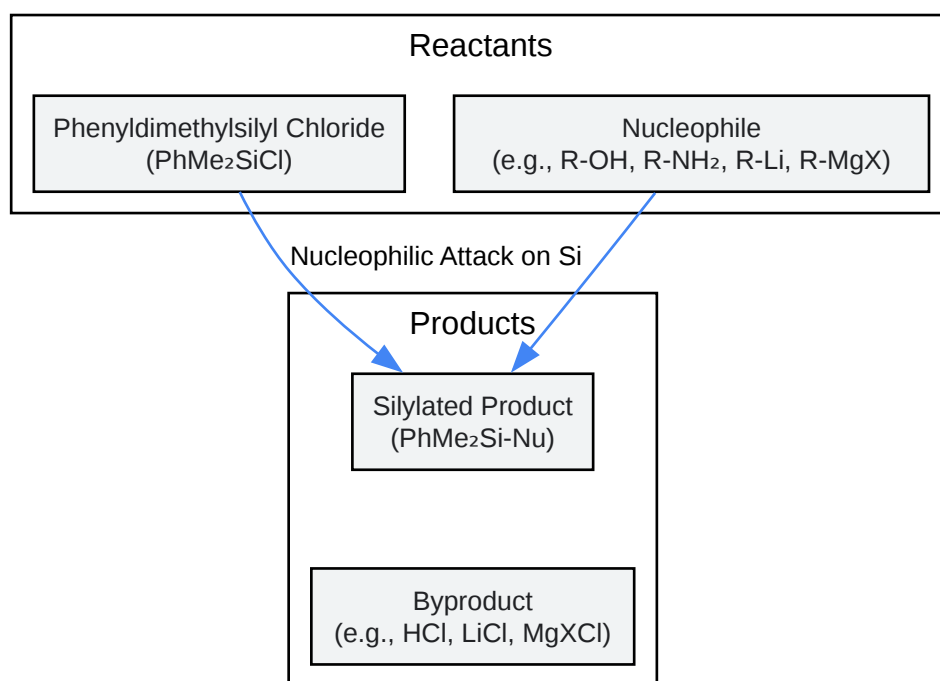 Reactants
Phenyldimethylsilyl Chloride
(PhMe₂SiCl)
Nucleophile
(e.g., R-OH, R-NH₂, R-Li, R-MgX)
Nucleophilic Attack on Si
Products
Silylated Product
(PhMe₂Si-Nu)
Byproduct
(e.g., HCl, LiCl, MgXCl)